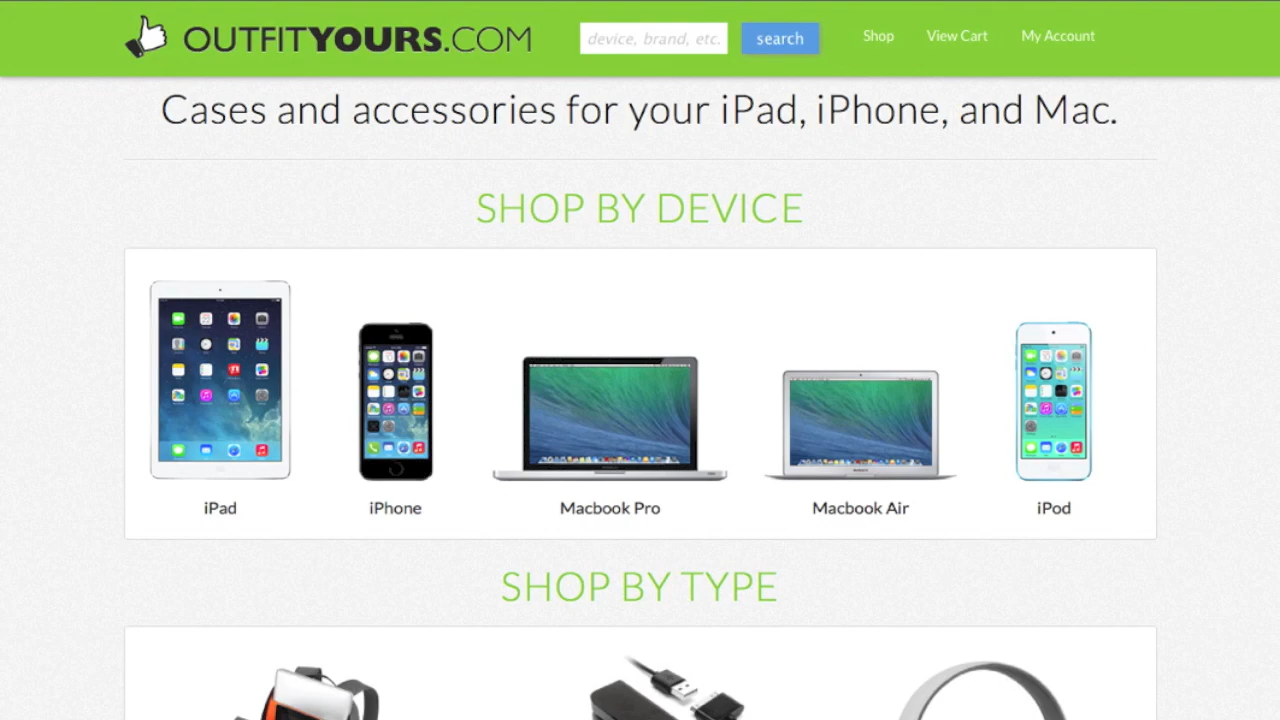 OUTFITYOURS.COM
device, brand, etc.
search
Shop
View Cart
My Account
Cases and accessories for your iPad, iPhone, and Mac.
SHOP BY DEVICE
iPad
iPhone
Macbook Pro
Macbook Air
iPod
SHOP BY TYPE